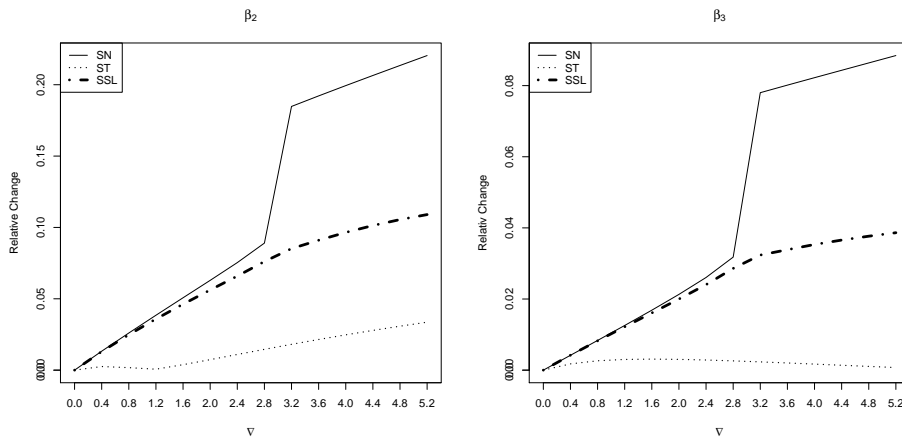 β2
SN
ST
SSL
Relative Change
0.00 0.05 0.10 0.15 0.20
0.0 0.4 0.8 1.2 1.6 2.0 2.4 2.8 3.2 3.6 4.0 4.4 4.8 5.2
∇
β3
SN
ST
SSL
Relativ Change
0.00 0.02 0.04 0.06 0.08
0.0 0.4 0.8 1.2 1.6 2.0 2.4 2.8 3.2 3.6 4.0 4.4 4.8 5.2
∇